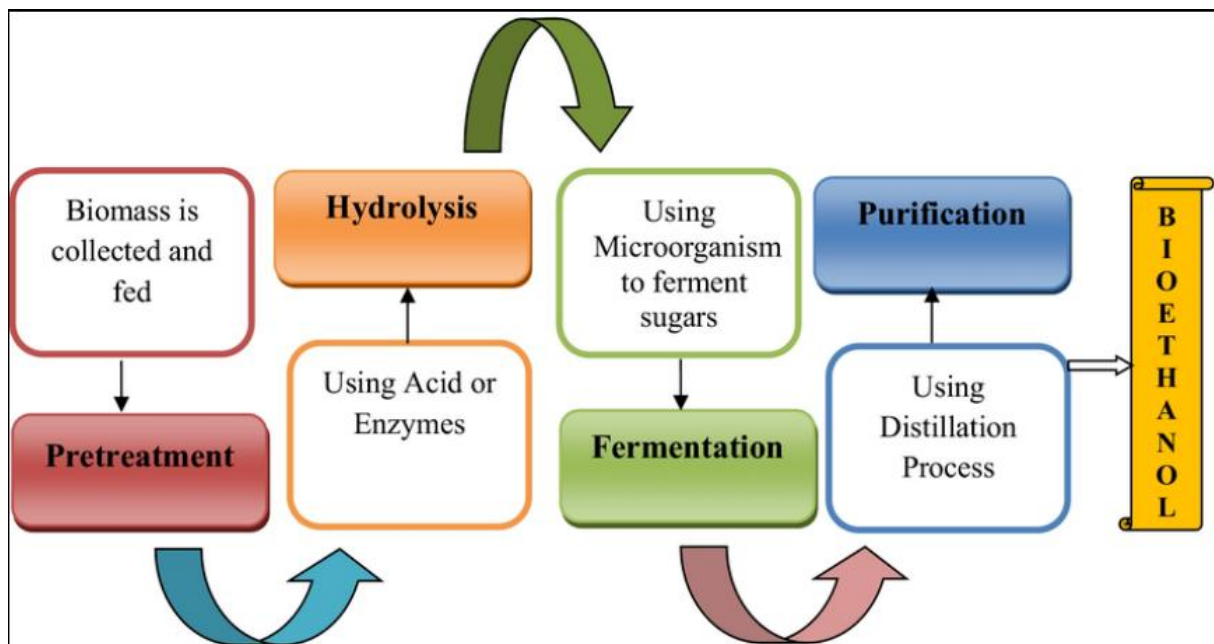 Biomass is
collected and
fed
Pretreatment
Hydrolysis
Using Acid or
Enzymes
Using
Microorganism
to ferment
sugars
Fermentation
Purification
Using
Distillation
Process
BIOETHANOL